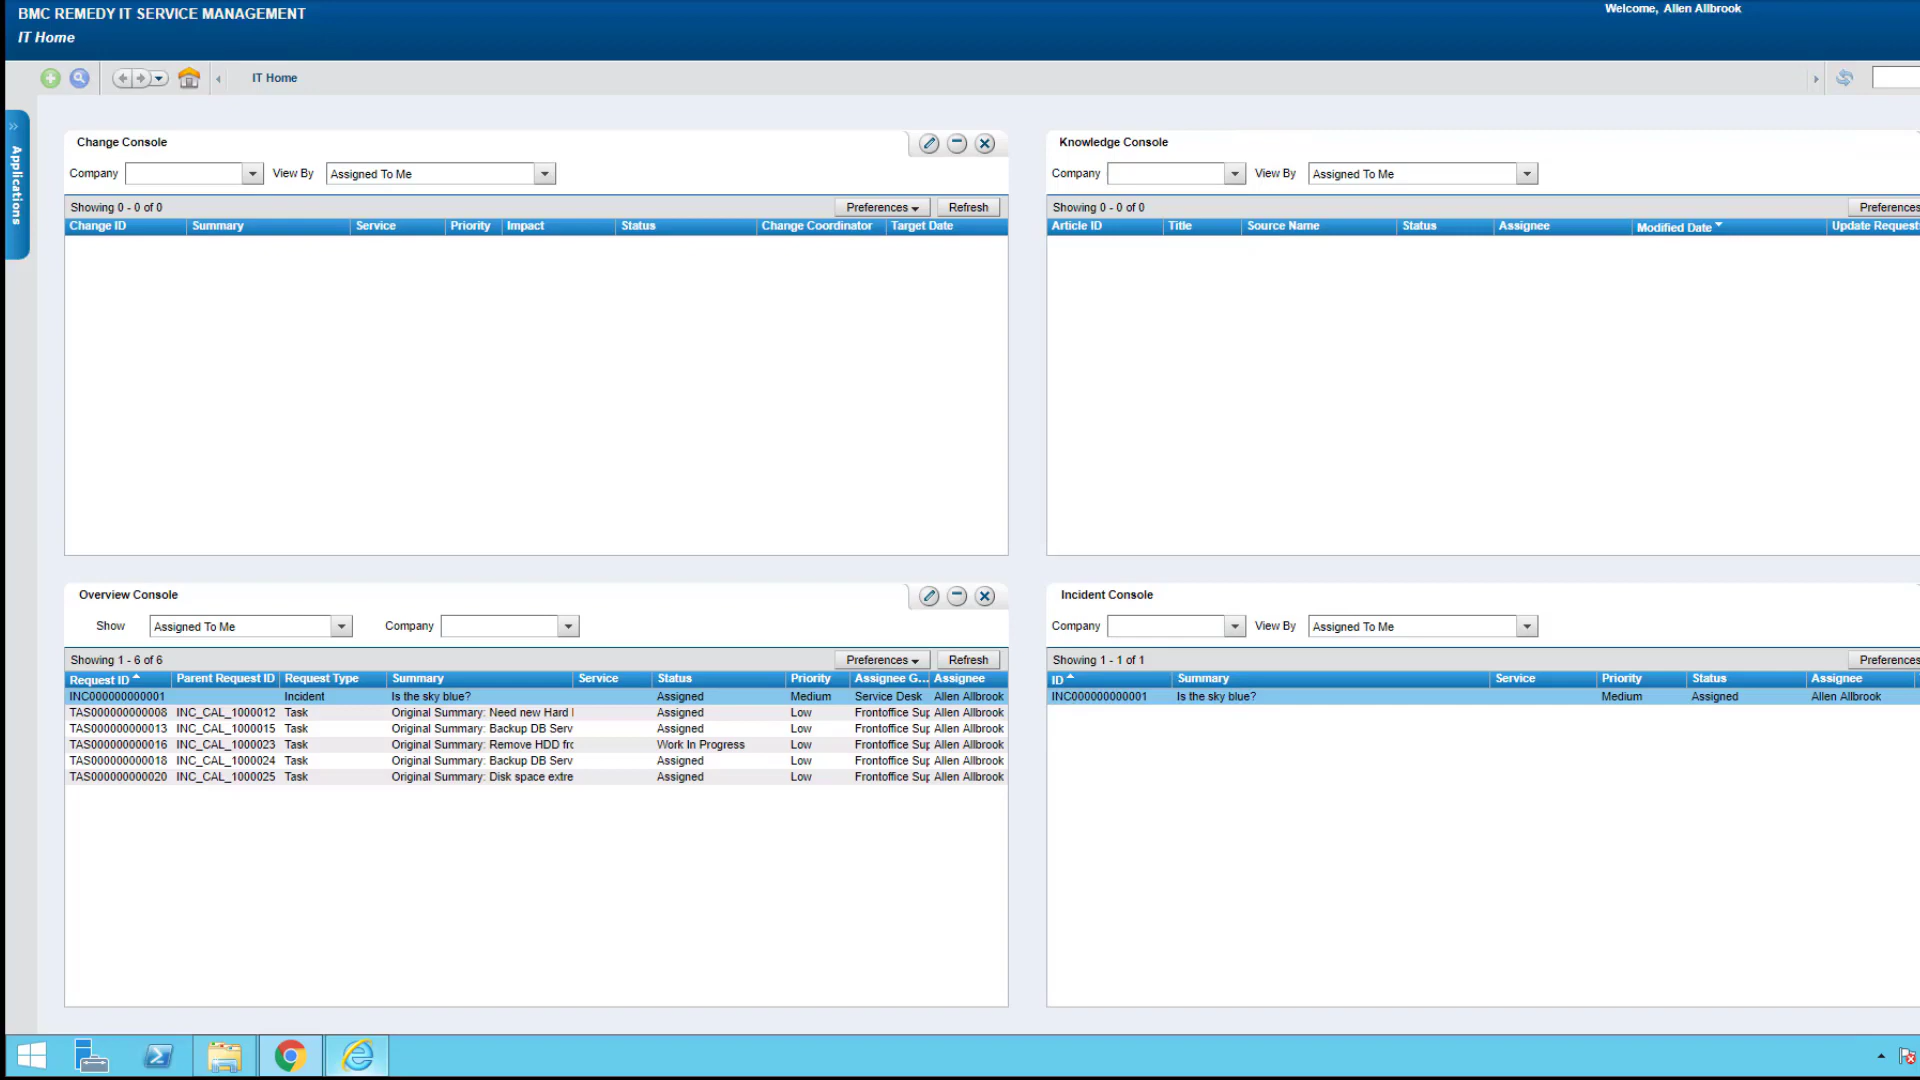 BMC REMEDY IT SERVICE MANAGEMENT
Welcome, Allen Allbrook
IT Home
IT Home
Applications
Change Console
Company View By Assigned To Me
Showing 0 - 0 of 0 Preferences Refresh
Change ID Summary Service Priority Impact Status Change Coordinator Target Date
Knowledge Console
Company View By Assigned To Me
Showing 0 - 0 of 0 Preferences
Article ID Title Source Name Status Assignee Modified Date Update Request
Overview Console
Show Assigned To Me Company
Showing 1 - 6 of 6 Preferences Refresh
Request ID Parent Request ID Request Type Summary Service Status Priority Assignee G... Assignee
INC000000000001 Incident Is the sky blue? Assigned Medium Service Desk Allen Allbrook
TAS000000000008 INC_CAL_1000012 Task Original Summary: Need new Hard Assigned Low Frontoffice Sup Allen Allbrook
TAS000000000013 INC_CAL_1000015 Task Original Summary: Backup DB Serv Assigned Low Frontoffice Sup Allen Allbrook
TAS000000000016 INC_CAL_1000023 Task Original Summary: Remove HDD fro Work In Progress Low Frontoffice Sup Allen Allbrook
TAS000000000018 INC_CAL_1000024 Task Original Summary: Backup DB Serv Assigned Low Frontoffice Sup Allen Allbrook
TAS000000000020 INC_CAL_1000025 Task Original Summary: Disk space extre Assigned Low Frontoffice Sup Allen Allbrook
Incident Console
Company View By Assigned To Me
Showing 1 - 1 of 1 Preferences
ID Summary Service Priority Status Assignee
INC000000000001 Is the sky blue? Medium Assigned Allen Allbrook